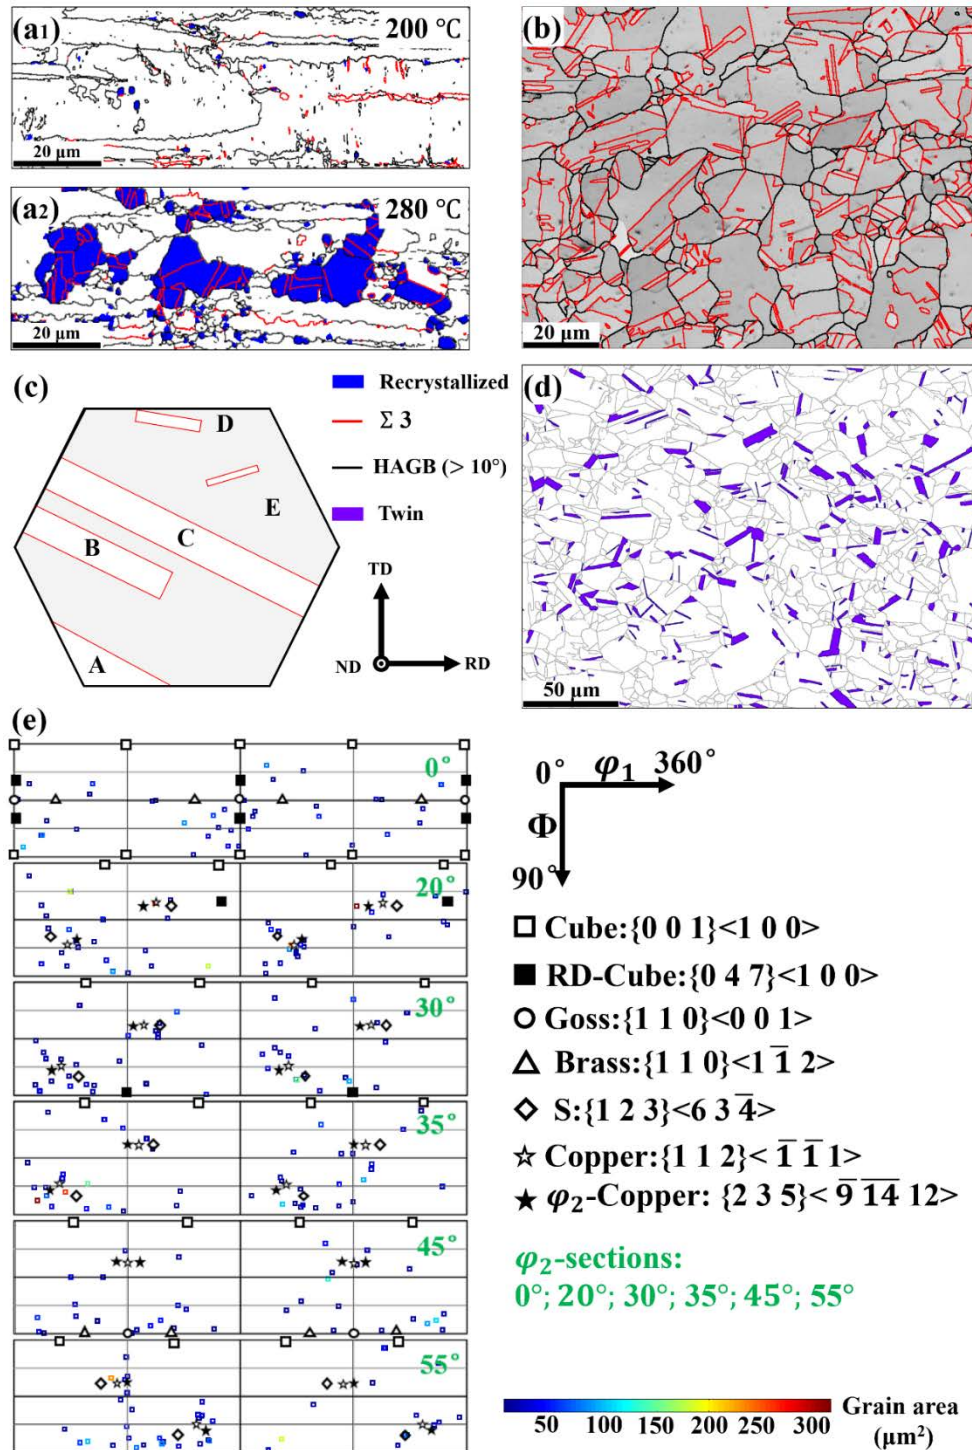 (a1) 200 °C
20 μm
(a2) 280 °C
20 μm
(b)
20 μm
(c)
D
E
C
B
A
Recrystallized
Σ 3
HAGB (> 10°)
Twin
TD
ND RD
(d)
50 μm
(e)
0°
20°
30°
35°
45°
55°
0° φ₁ 360°
Φ
90°
Cube:{0 0 1}<1 0 0>
RD-Cube:{0 4 7}<1 0 0>
Goss:{1 1 0}<0 0 1>
Brass:{1 1 0}<1 1̅ 2>
S:{1 2 3}<6 3 4̅>
Copper:{1 1 2}<1̅ 1̅ 1>
φ₂-Copper: {2 3 5}<9̅ 1̅4̅ 12>
φ₂-sections:
0°; 20°; 30°; 35°; 45°; 55°
50 100 150 200 250 300
Grain area
(μm²)